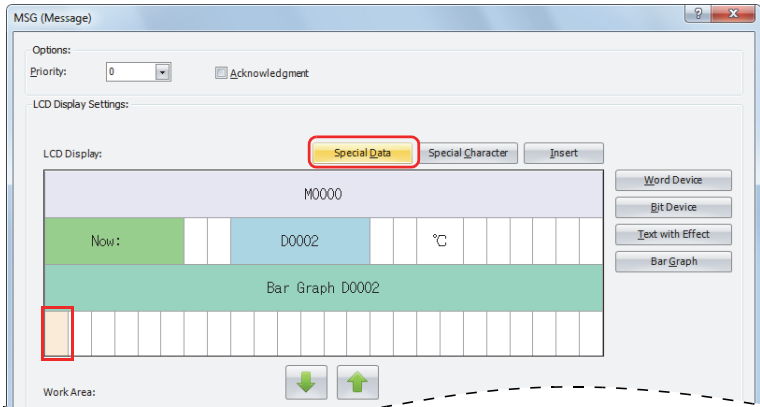 MSG (Message)
Options:
Priority: 0 Acknowledgment
LCD Display Settings:
LCD Display: Special Data Special Character Insert
M0000 Word Device
Bit Device
Now: D0002 ℃ Text with Effect
Bar Graph
Bar Graph D0002
Work Area: